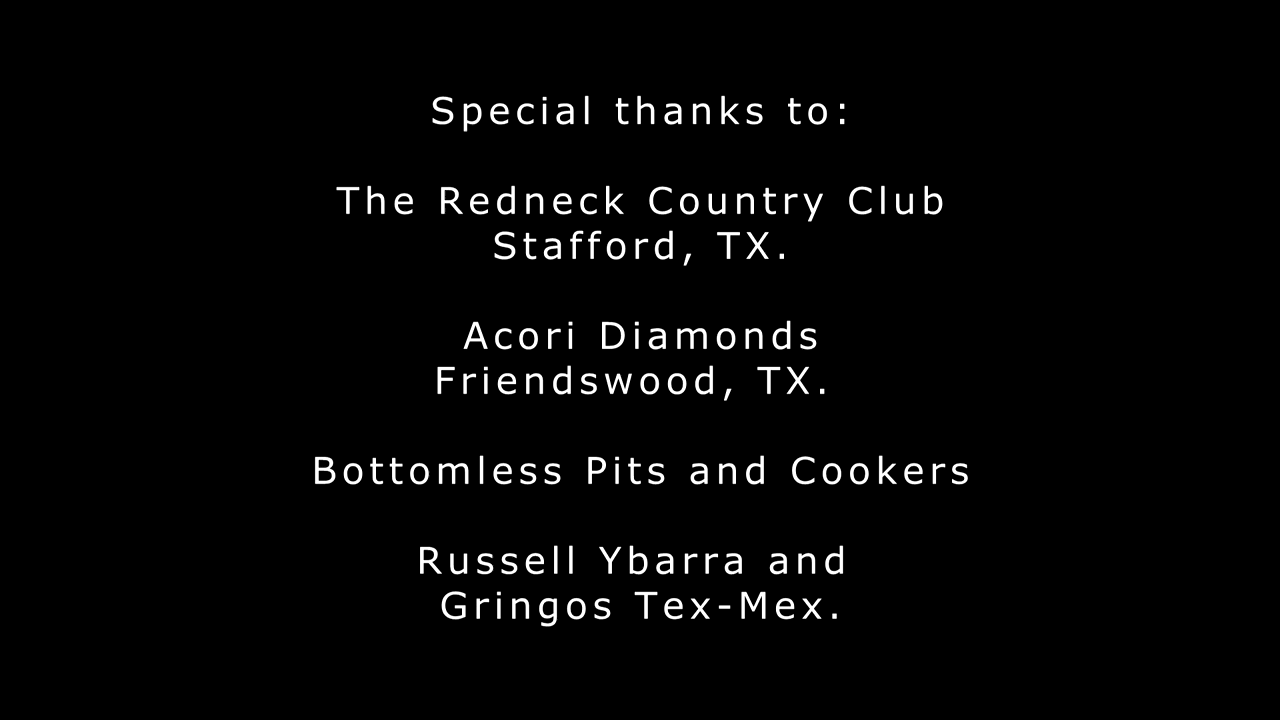 Special thanks to:
The Redneck Country Club
Stafford, TX.
Acori Diamonds
Friendswood, TX.
Bottomless Pits and Cookers
Russell Ybarra and
Gringos Tex-Mex.